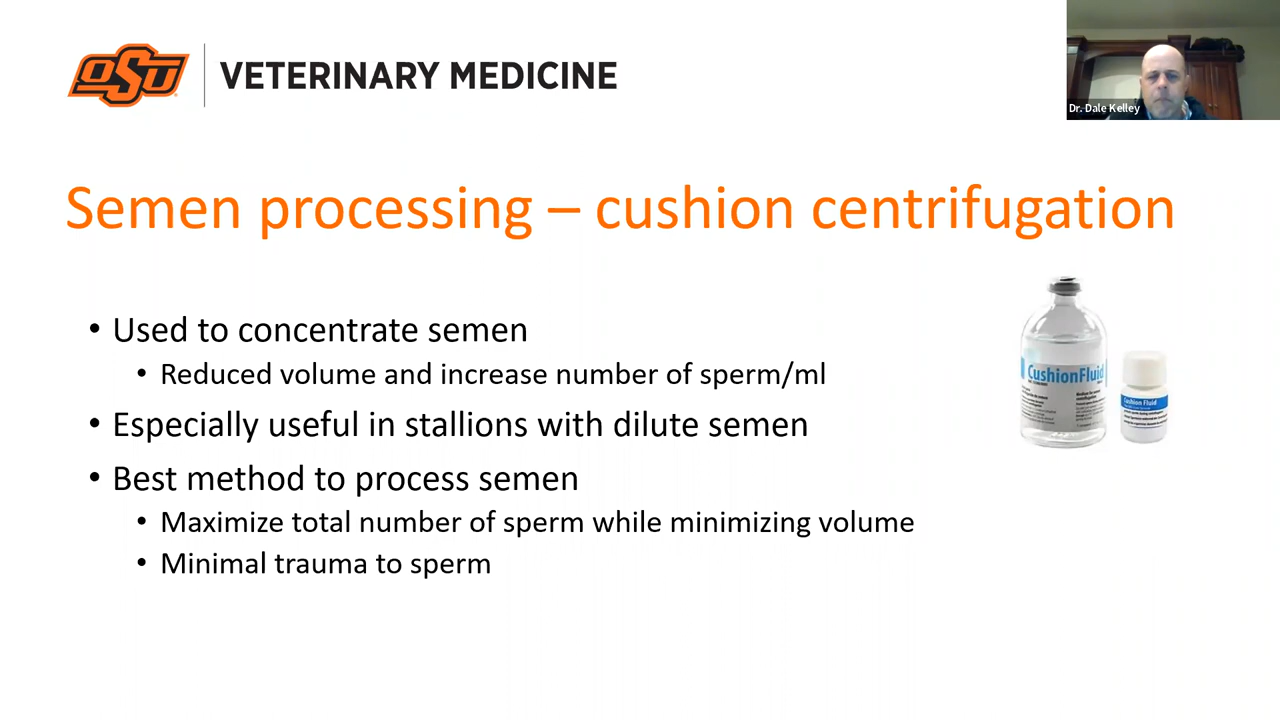 OSU
VETERINARY MEDICINE
Dr. Dale Kelley
Semen processing – cushion centrifugation
• Used to concentrate semen
• Reduced volume and increase number of sperm/ml
• Especially useful in stallions with dilute semen
• Best method to process semen
• Maximize total number of sperm while minimizing volume
• Minimal trauma to sperm
CushionFluid
Cushion Fluid